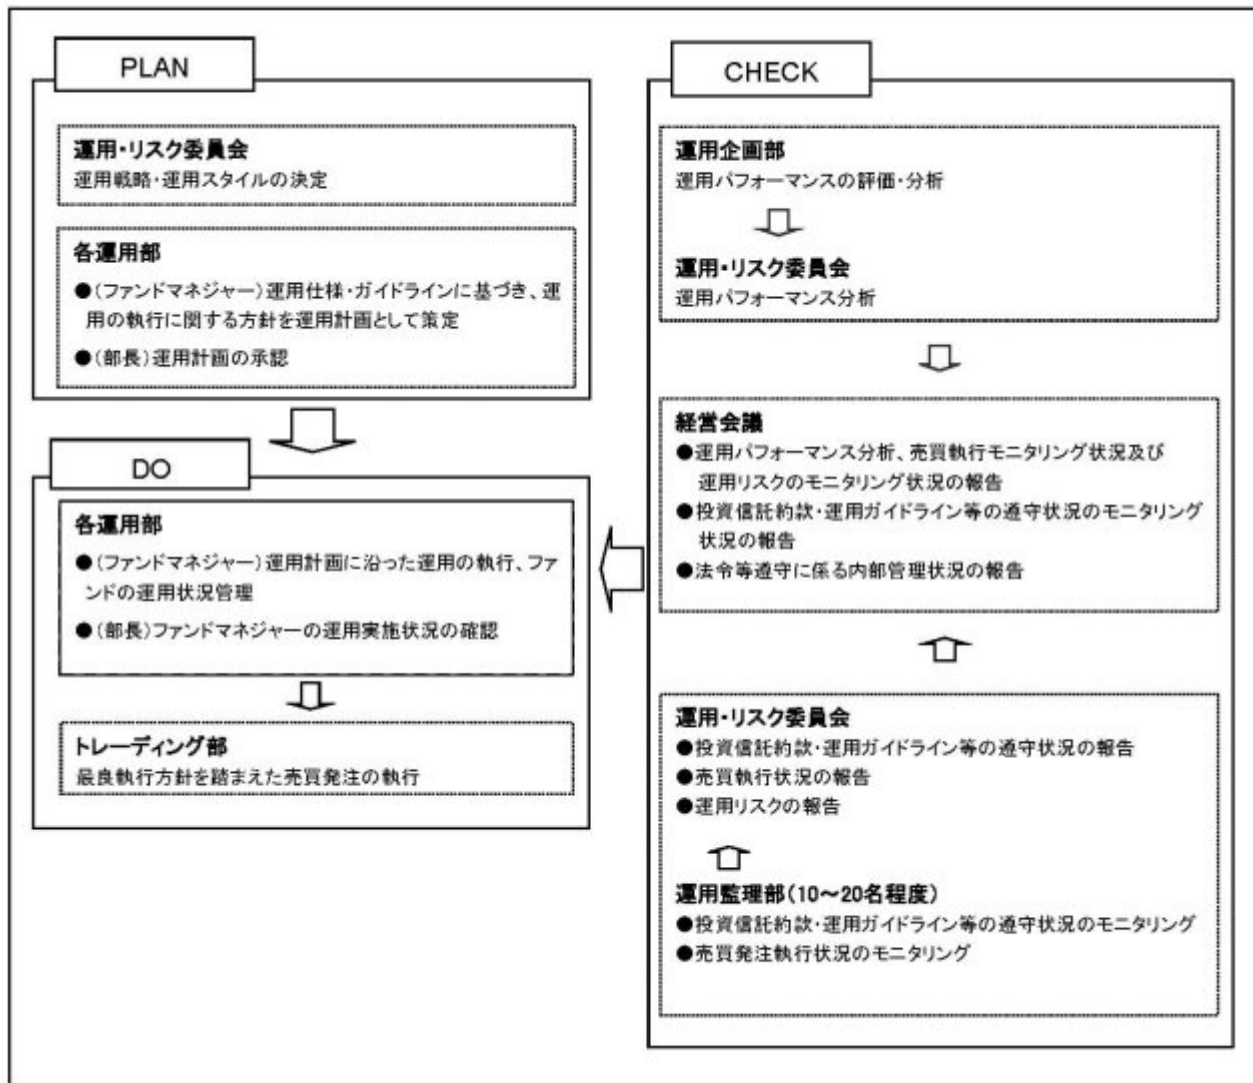 PLAN
運用・リスク委員会
運用戦略・運用スタイルの決定
各運用部
●(ファンドマネジャー)運用仕様・ガイドラインに基づき、運
用の執行に関する方針を運用計画として策定
●(部長)運用計画の承認
DO
各運用部
●(ファンドマネジャー)運用計画に沿った運用の執行、ファ
ンドの運用状況管理
●(部長)ファンドマネジャーの運用実施状況の確認
トレーディング部
最良執行方針を踏まえた売買発注の執行
CHECK
運用企画部
運用パフォーマンスの評価・分析
運用・リスク委員会
運用パフォーマンス分析
経営会議
●運用パフォーマンス分析、売買執行モニタリング状況及び
運用リスクのモニタリング状況の報告
●投資信託約款・運用ガイドライン等の遵守状況のモニタリング
状況の報告
●法令等遵守に係る内部管理状況の報告
運用・リスク委員会
●投資信託約款・運用ガイドライン等の遵守状況の報告
●売買執行状況の報告
●運用リスクの報告
運用監理部(10～20名程度)
●投資信託約款・運用ガイドライン等の遵守状況のモニタリング
●売買発注執行状況のモニタリング